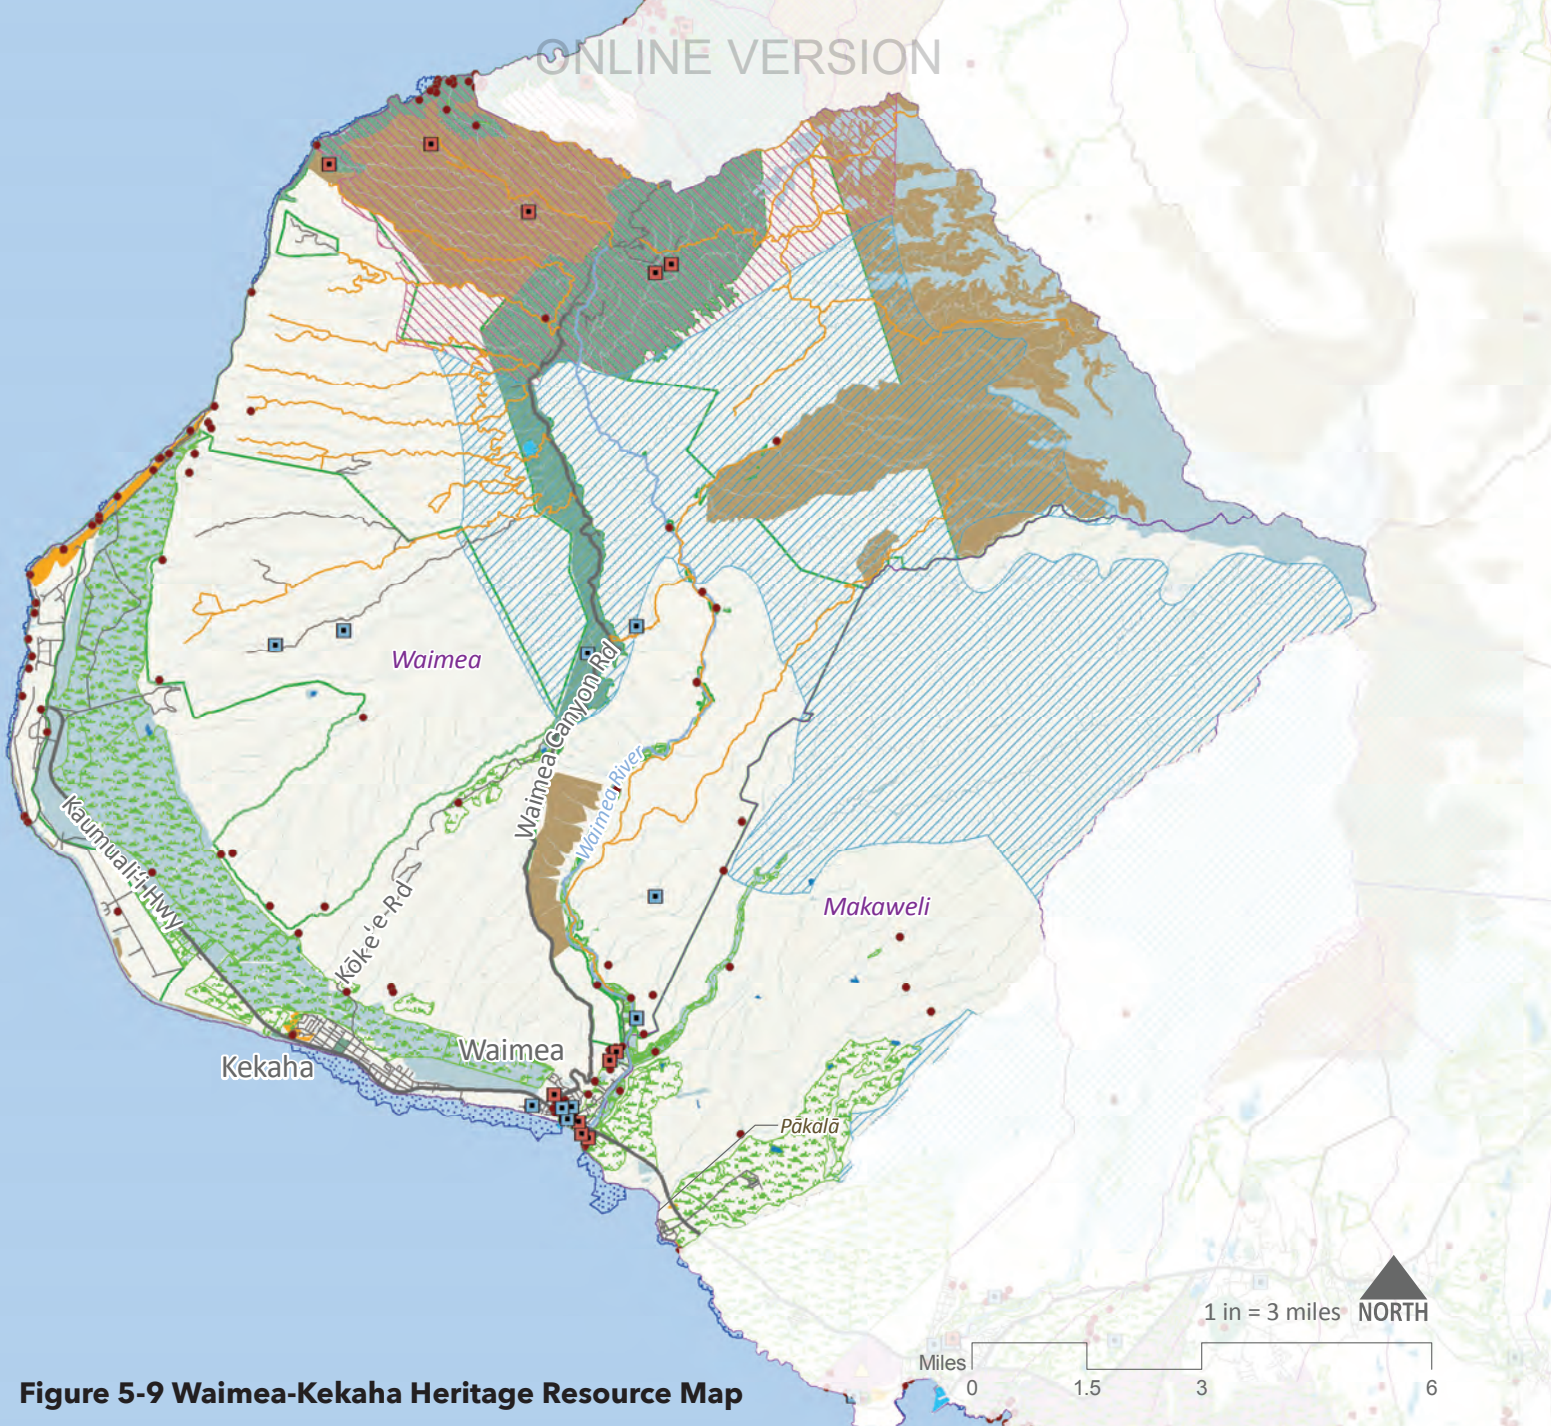 ONLINE VERSION
Waimea
Waimea Canyon Rd
Waimea River
Kaumuali'i Hwy
Kōke'e-Rd
Makaweli
Waimea
Kekaha
Pākalā
1 in = 3 miles NORTH
Miles
0 1.5 3 6
Figure 5-9 Waimea-Kekaha Heritage Resource Map